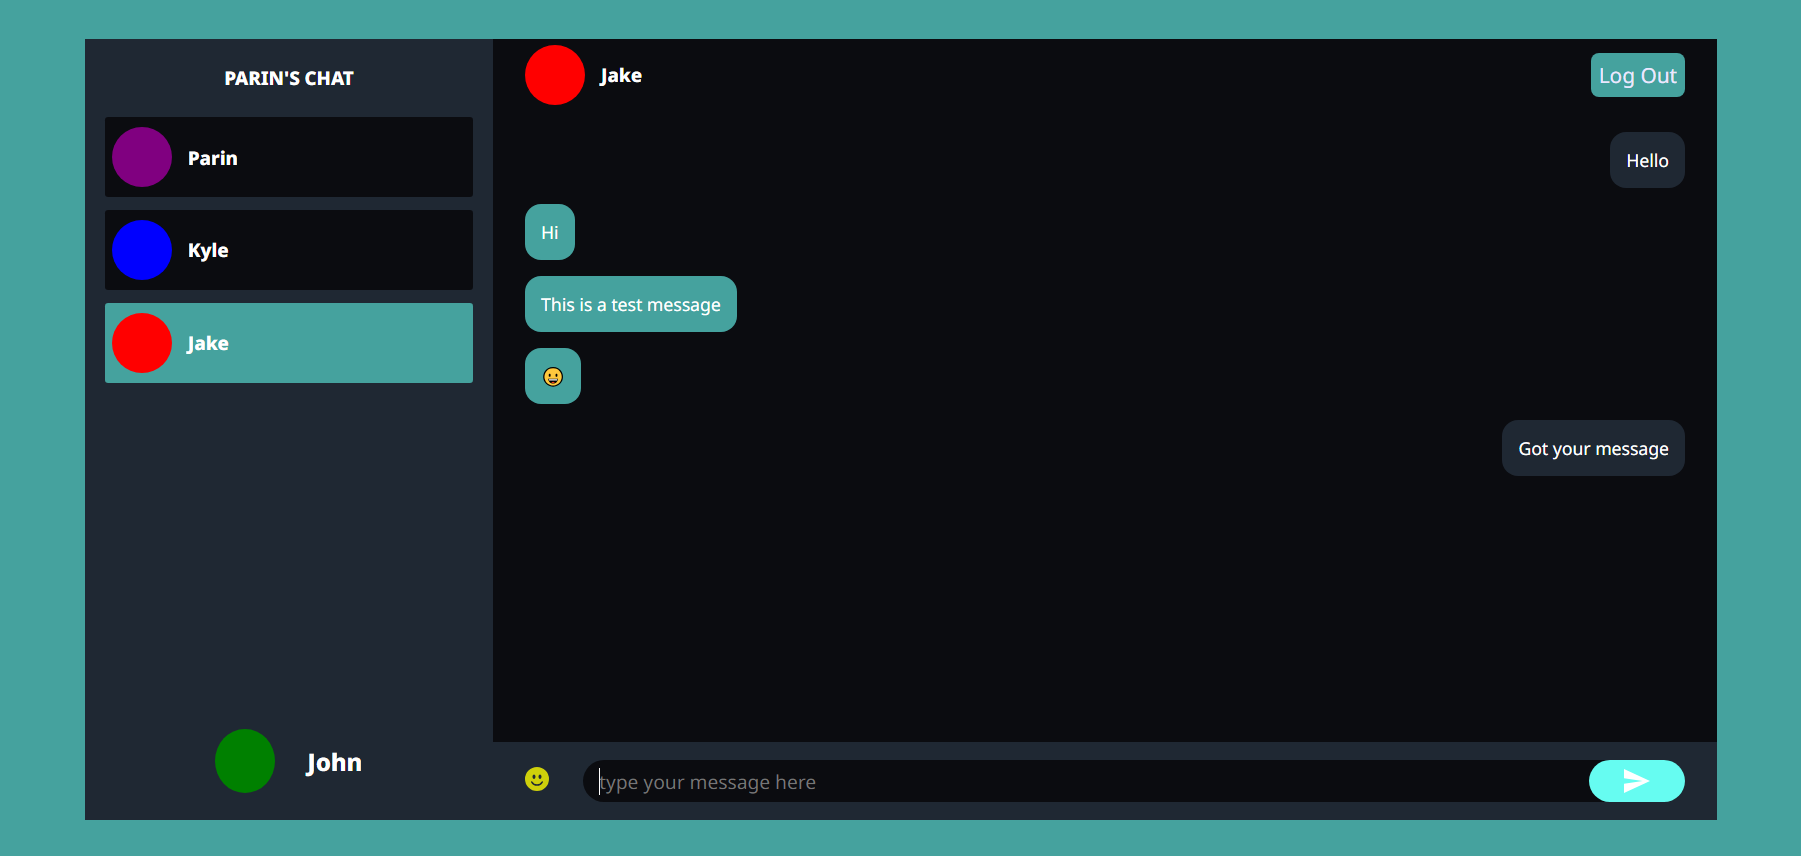 PARIN'S CHAT
Parin
Kyle
Jake
John
Jake
Log Out
Hello
Hi
This is a test message
😀
Got your message
type your message here